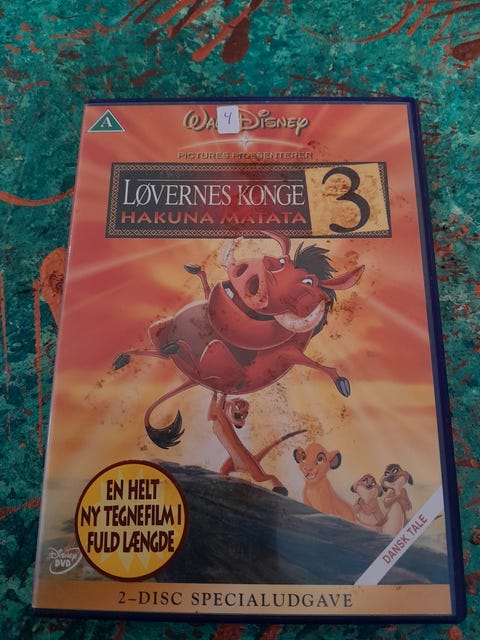 A
4
WALT DISNEY
PICTURES PRÆSENTERER
LØVERNES KONGE 3
HAKUNA MATATA
EN HELT
NY TEGNEFILM I
FULD LÆNGDE
DANSK TALE
Disney
DVD
2-DISC SPECIALUDGAVE